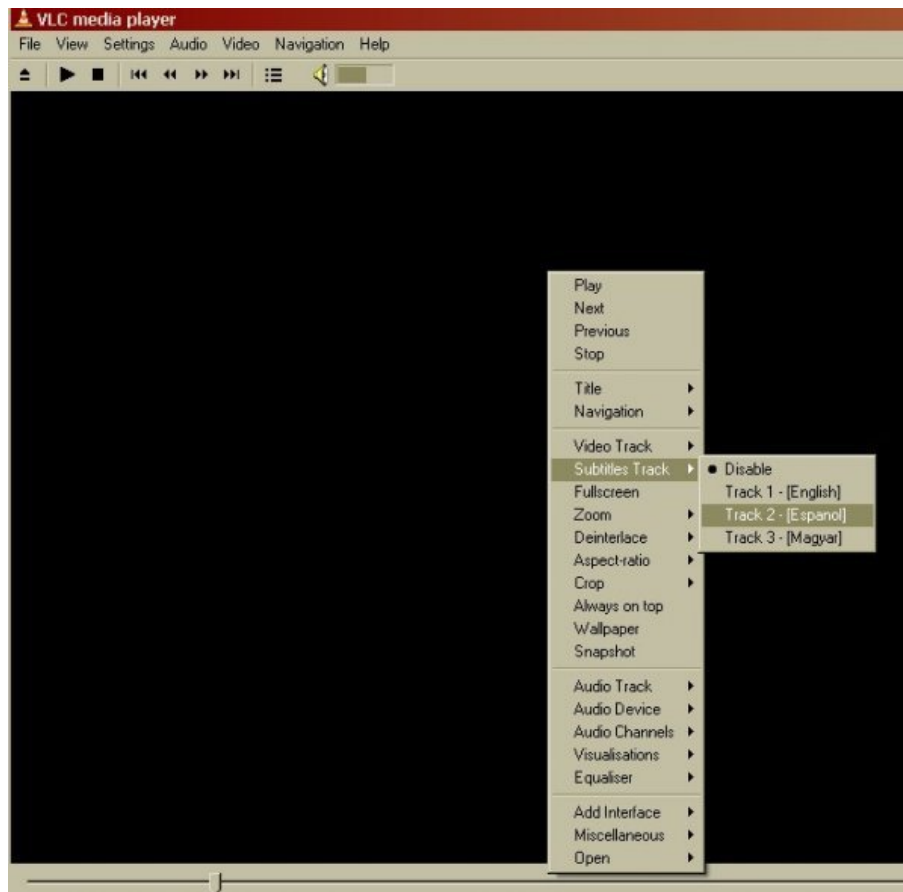 VLC media player
File View Settings Audio Video Navigation Help
Play
Next
Previous
Stop
Title
Navigation
Video Track
Subtitles Track
Disable
Track 1 - [English]
Track 2 - [Espanol]
Track 3 - [Magyar]
Fullscreen
Zoom
Deinterlace
Aspect-ratio
Crop
Always on top
Wallpaper
Snapshot
Audio Track
Audio Device
Audio Channels
Visualisations
Equaliser
Add Interface
Miscellaneous
Open